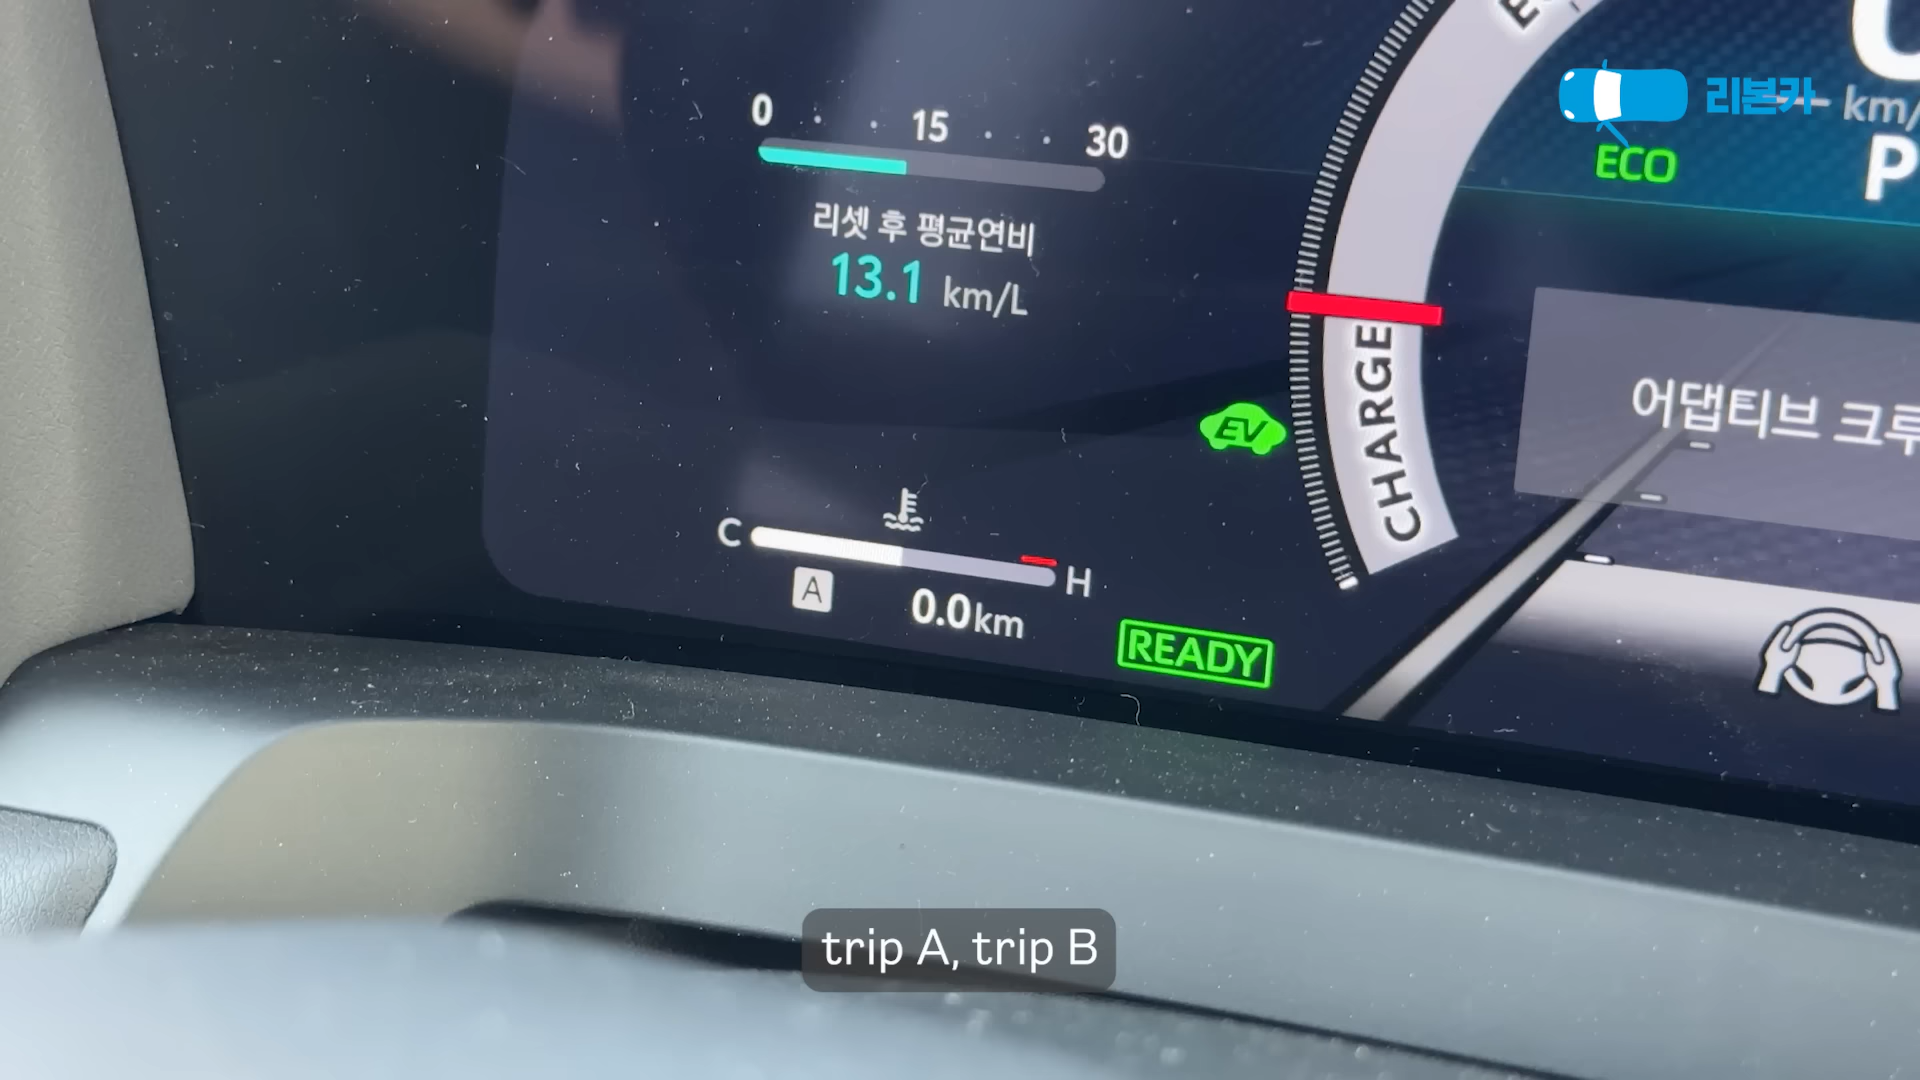 0 15 30
리셋 후 평균연비
13.1 km/L
EV
C H
A 0.0km
READY
CHARGE
리본카
km/
ECO
P
어댑티브 크루
trip A, trip B